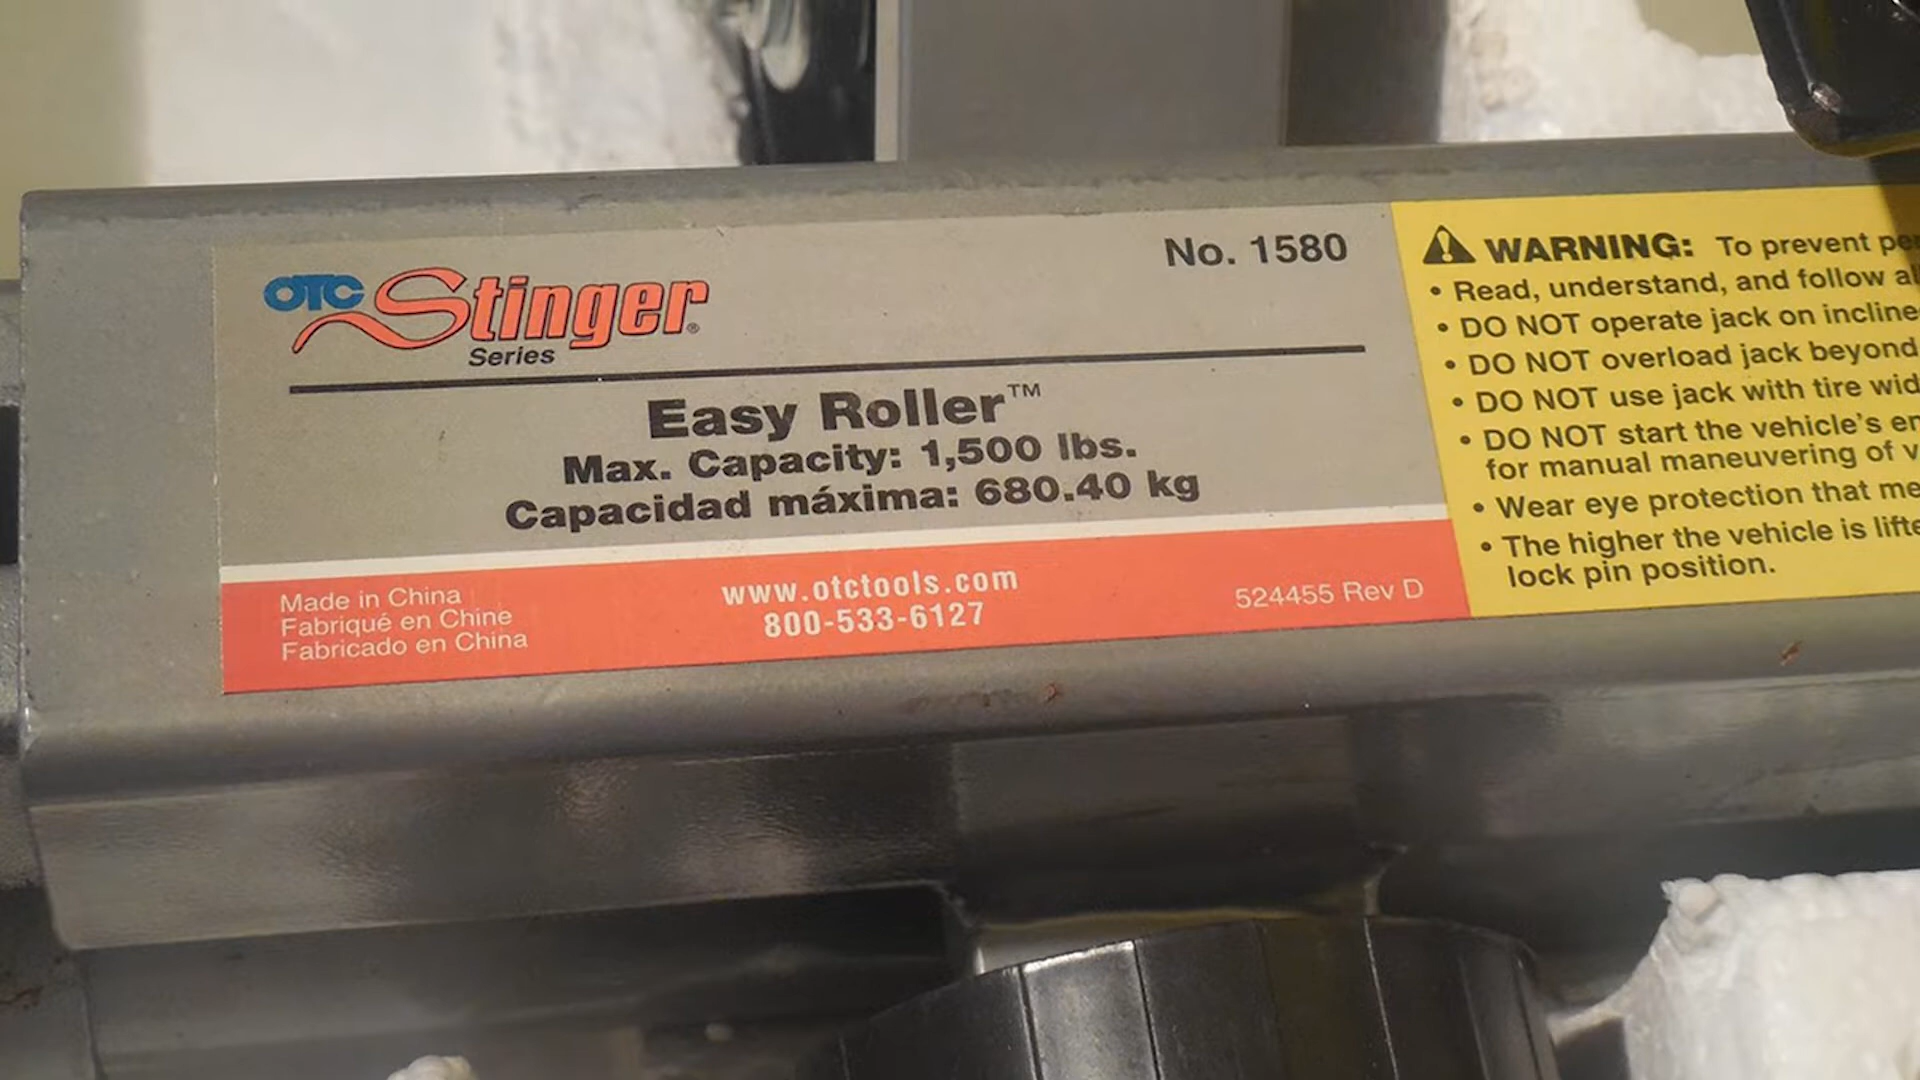 OTC Stinger®
Series
No. 1580
Easy Roller™
Max. Capacity: 1,500 lbs.
Capacidad máxima: 680.40 kg
Made in China
Fabriqué en Chine
Fabricado en China
www.otctools.com
800-533-6127
524455 Rev D
⚠ WARNING: To prevent
• Read, understand, and follow
• DO NOT operate jack on
• DO NOT overload jack beyond
• DO NOT use jack with tire
• DO NOT start the vehicle's
for manual maneuvering of
• Wear eye protection that
• The higher the vehicle is
lock pin position.